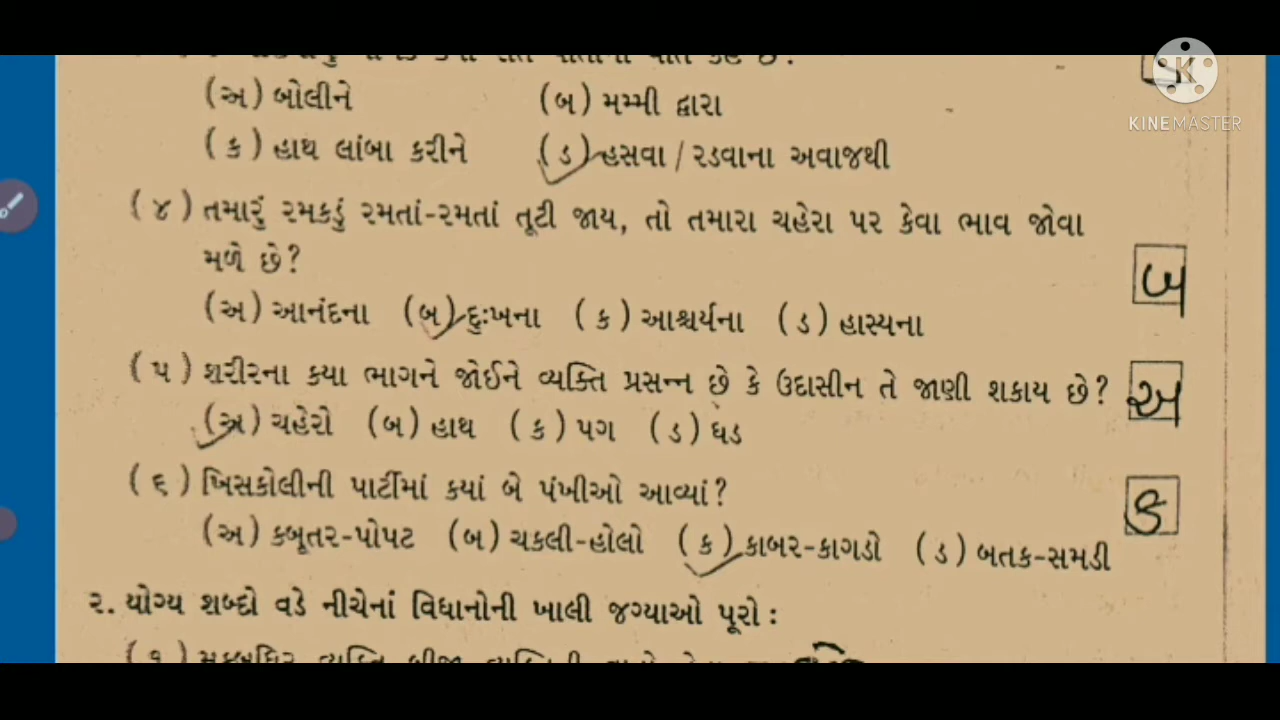 (અ) બોલીને (બ) મમ્મી દ્વારા
KINEMASTER
(ક) હાથ લાંબા કરીને (ડ) હસવા / રડવાના અવાજથી
(૪) તમારું રમકડું રમતાં-રમતાં તૂટી જાય, તો તમારા ચહેરા પર કેવા ભાવ જોવા
મળે છે?
બ
(અ) આનંદના (બ) દુઃખના (ક) આશ્ચર્યના (ડ) હાસ્યના
(પ) શરીરના કયા ભાગને જોઈને વ્યક્તિ પ્રસન્ન છે કે ઉદાસીન તે જાણી શકાય છે? અ
(અ) ચહેરો (બ) હાથ (ક) પગ (ડ) ધડ
(૬) ખિસકોલીની પાર્ટીમાં કયાં બે પંખીઓ આવ્યાં? ક
(અ) કબૂતર-પોપટ (બ) ચકલી-હોલો (ક) કાબર-કાગડો (ડ) બતક-સમડી
૨. યોગ્ય શબ્દો વડે નીચેનાં વિધાનોની ખાલી જગ્યાઓ પૂરો :